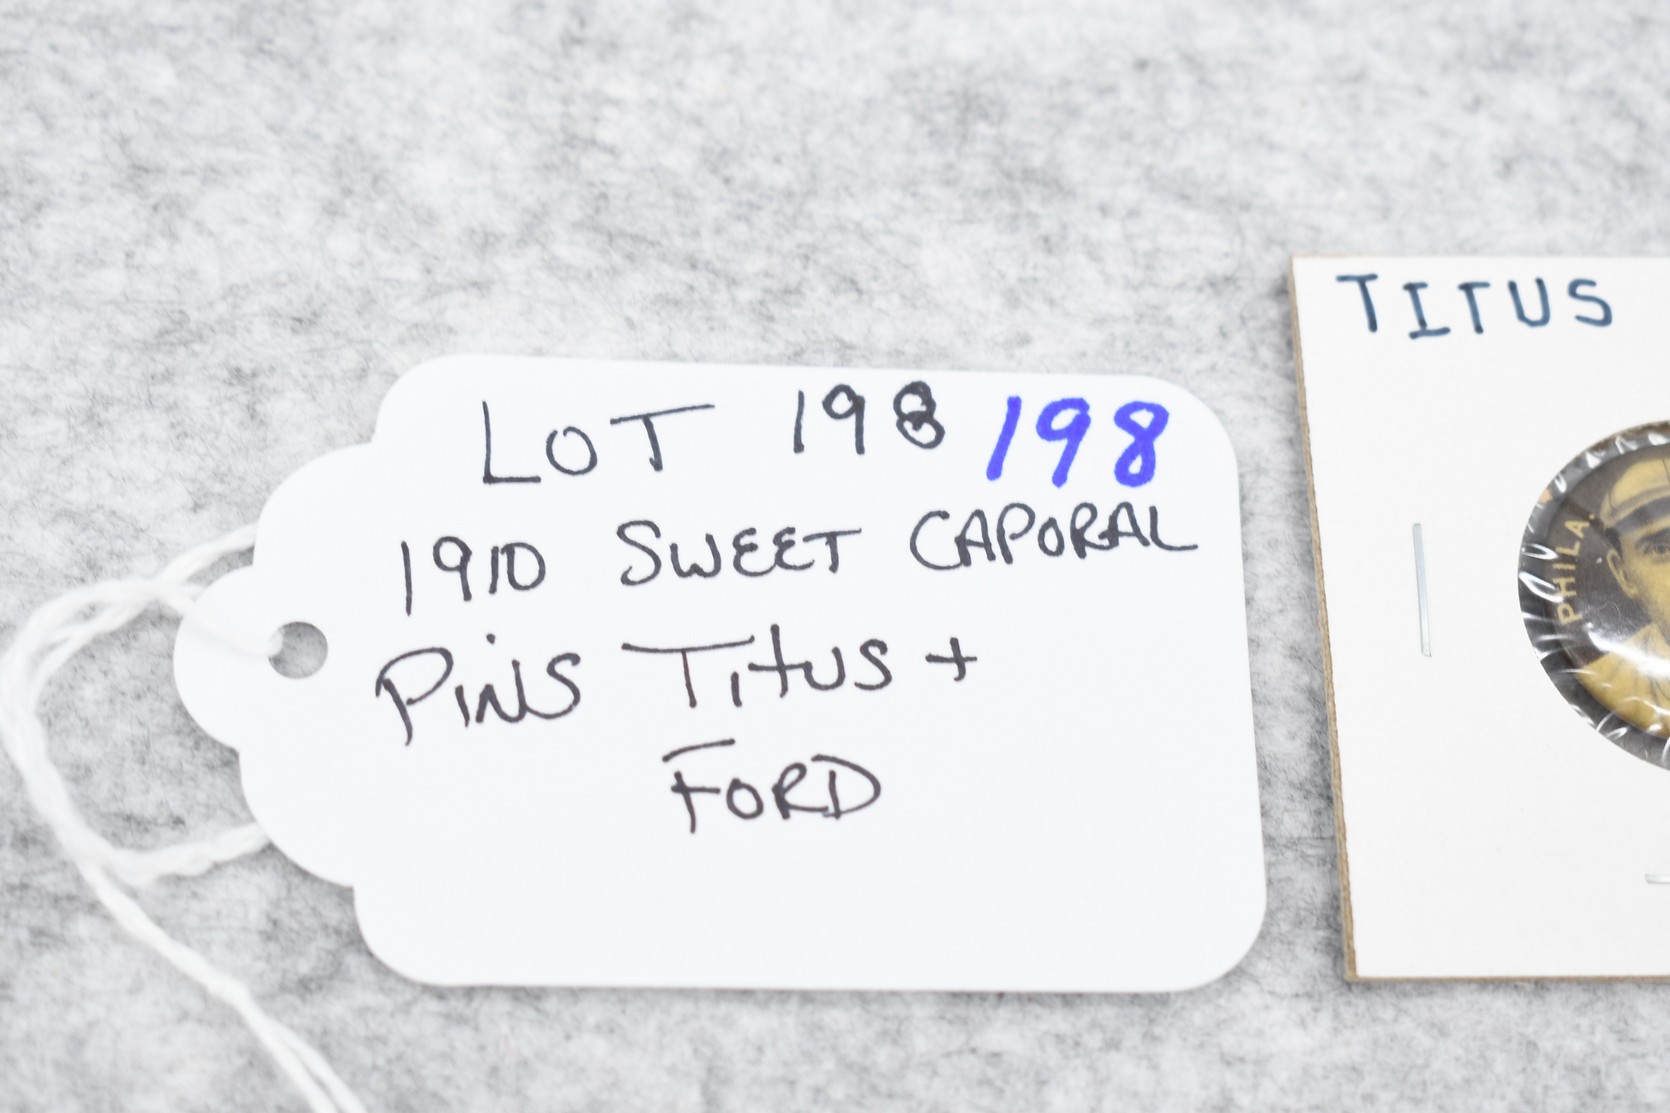 LOT 198 198
1910 SWEET CAPORAL
PINS TITUS +
FORD
TITUS
PHILA.